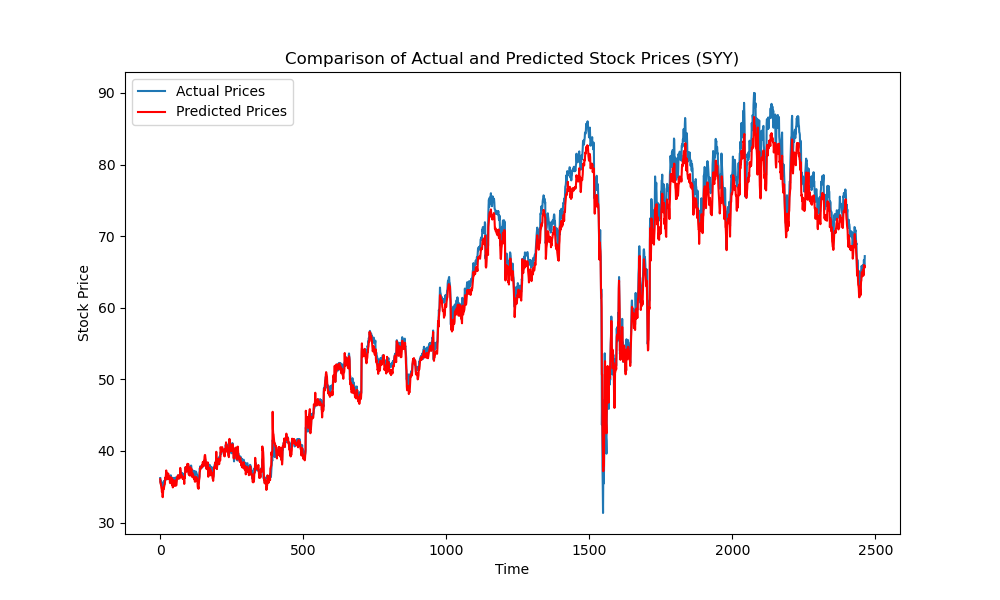 Comparison of Actual and Predicted Stock Prices (SYY)
Actual Prices
Predicted Prices
90
80
70
60
50
40
30
Stock Price
0 500 1000 1500 2000 2500
Time